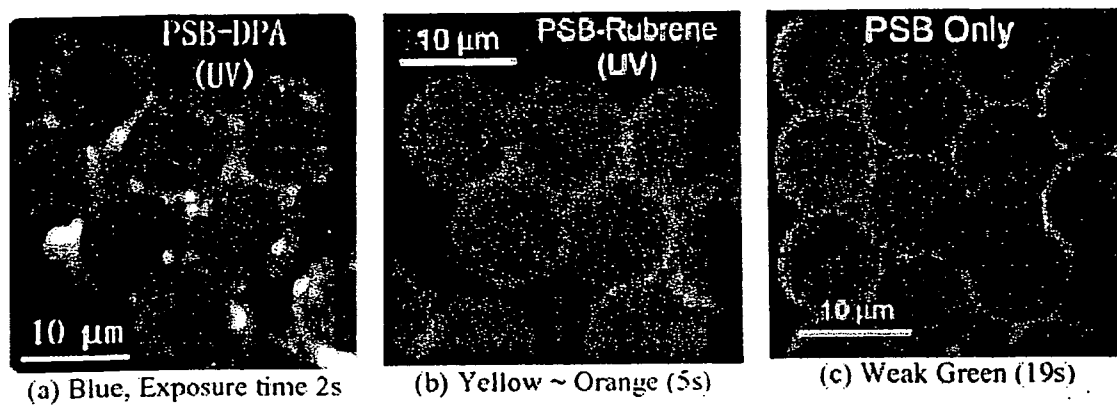 PSB-DPA
(UV)
10 µm
(a) Blue, Exposure time 2s
10 µm
PSB-Rubrene
(UV)
(b) Yellow ~ Orange (5s)
PSB Only
10 µm
(c) Weak Green (19s)